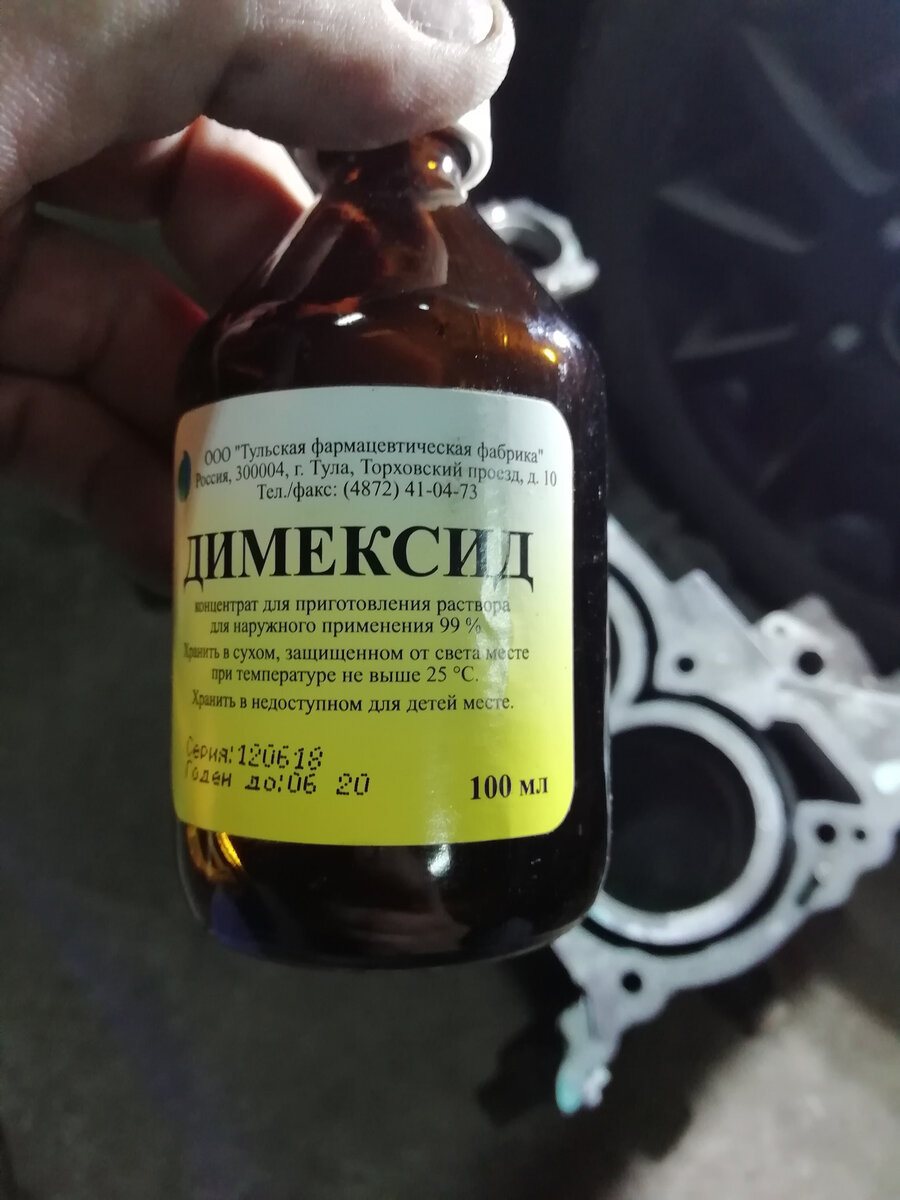 ООО "Тульская фармацевтическая фабрика"
Россия, 300004, г. Тула, Торховский проезд, д. 10
Тел./факс: (4872) 41-04-73
ДИМЕКСИД
концентрат для приготовления раствора
для наружного применения 99 %
Хранить в сухом, защищенном от света месте
при температуре не выше 25 °С.
Хранить в недоступном для детей месте.
Серия: 120618
Годен до: 06 20
100 мл